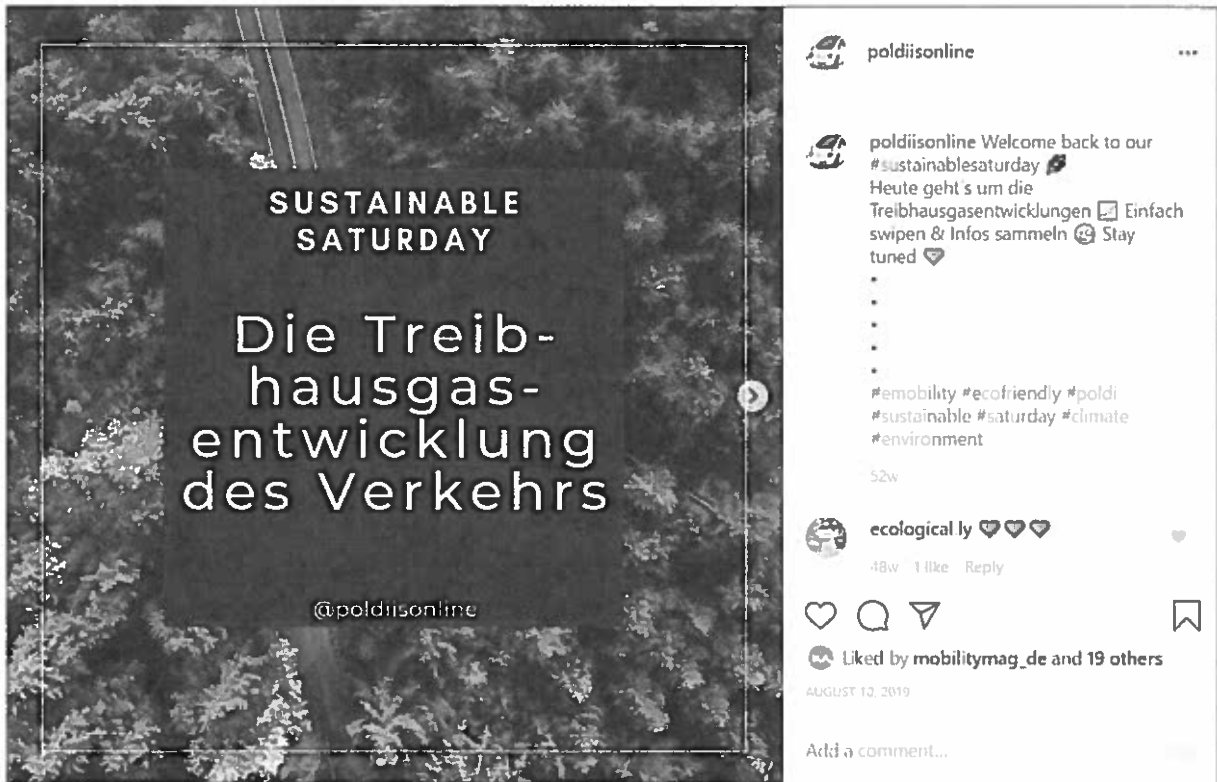 SUSTAINABLE
SATURDAY
Die Treib-
hausgas-
entwicklung
des Verkehrs
@poldiisonline
poldiisonline
poldiisonline Welcome back to our
#sustainablesaturday
Heute geht's um die
Treibhausgasentwicklungen Einfach
swipen & Infos sammeln Stay
tuned
#emobility #ecofriendly #poldi
#sustainable #saturday #climate
#environment
52w
ecological ly
48w 1 like Reply
Liked by mobilitymag_de and 19 others
AUGUST 10, 2019
Add a comment...